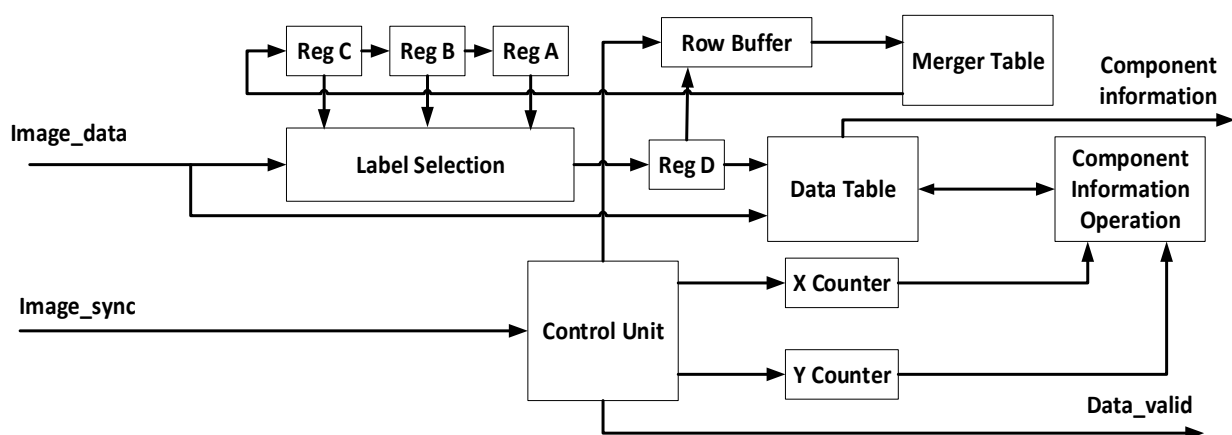 Reg C
Reg B
Reg A
Row Buffer
Merger Table
Component
information
Image_data
Label Selection
Reg D
Data Table
Component
Information
Operation
Image_sync
Control Unit
X Counter
Y Counter
Data_valid